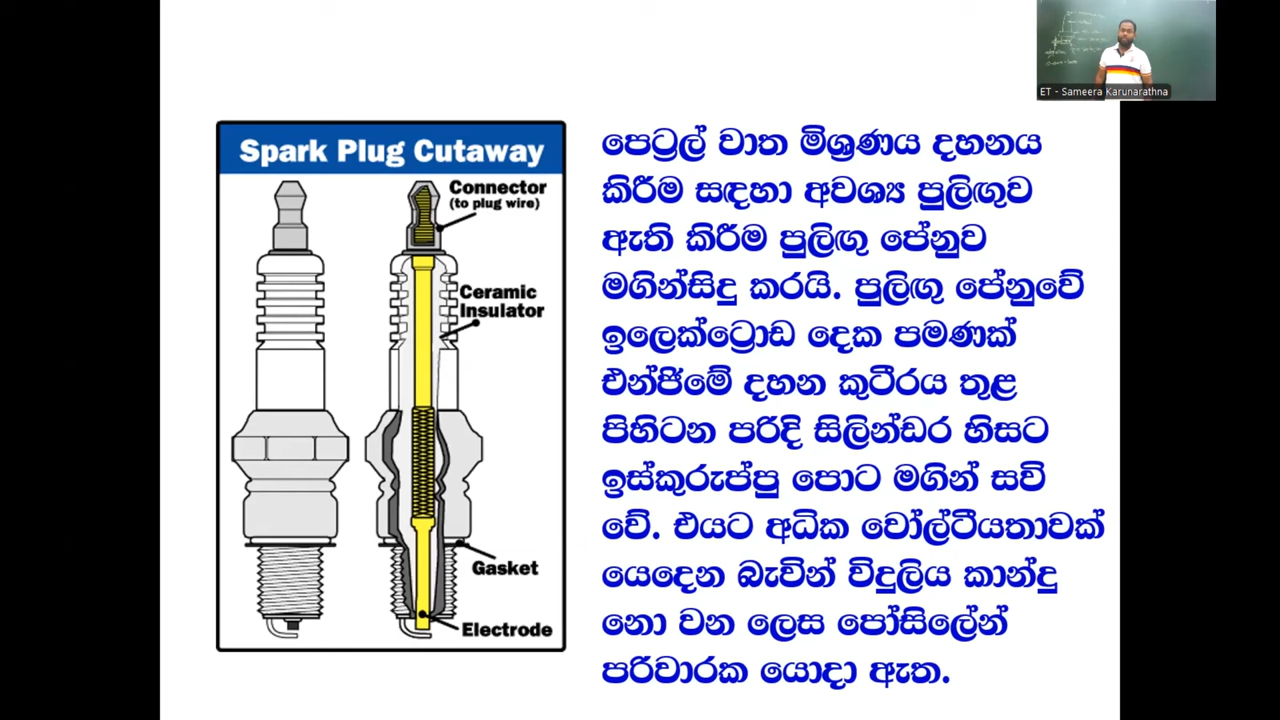 ET - Sameera Karunarathna
Spark Plug Cutaway
Connector
(to plug wire)
Ceramic
Insulator
Gasket
Electrode
පෙට්‍රල් වාත මිශ්‍රණය දහනය
කිරීම සඳහා අවශ්‍ය පුලිඟුව
ඇති කිරීම පුලිඟු පේනුව
මගින්සිදු කරයි. පුලිඟු පේනුවේ
ඉලෙක්ට්‍රොඩ දෙක පමණක්
එන්ජිමේ දහන කුටීරය තුළ
පිහිටන පරිදි සිලින්ඩර හිසට
ඉස්කුරුප්පු පොට මගින් සවි
වේ. එයට අධික වෝල්ටීයතාවක්
යෙදෙන බැවින් විදුලිය කාන්දු
නො වන ලෙස පෝසිලේන්
පරිවාරක යොදා ඇත.